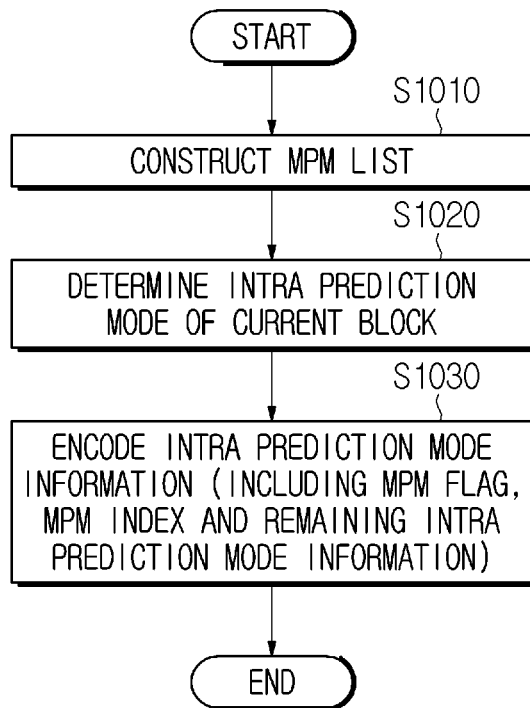 START
S1010
CONSTRUCT MPM LIST
S1020
DETERMINE INTRA PREDICTION
MODE OF CURRENT BLOCK
S1030
ENCODE INTRA PREDICTION MODE
INFORMATION (INCLUDING MPM FLAG,
MPM INDEX AND REMAINING INTRA
PREDICTION MODE INFORMATION)
END